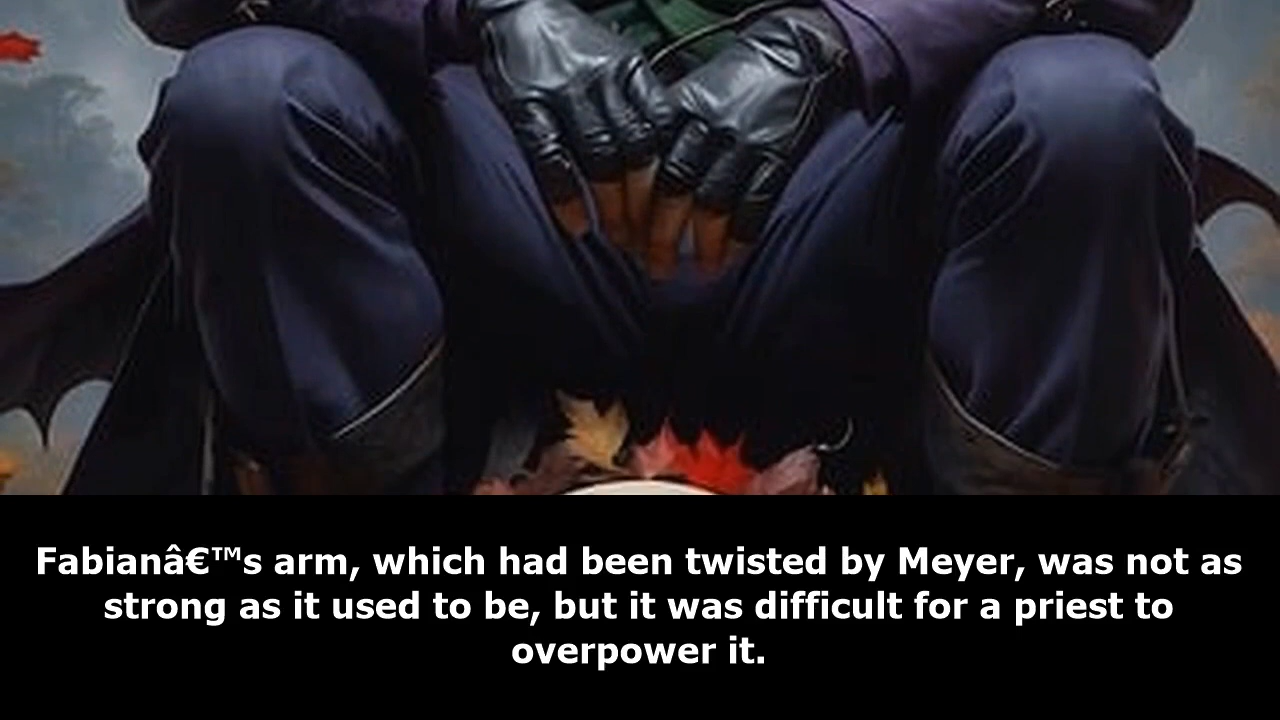 Fabianâ€™s arm, which had been twisted by Meyer, was not as
strong as it used to be, but it was difficult for a priest to
overpower it.